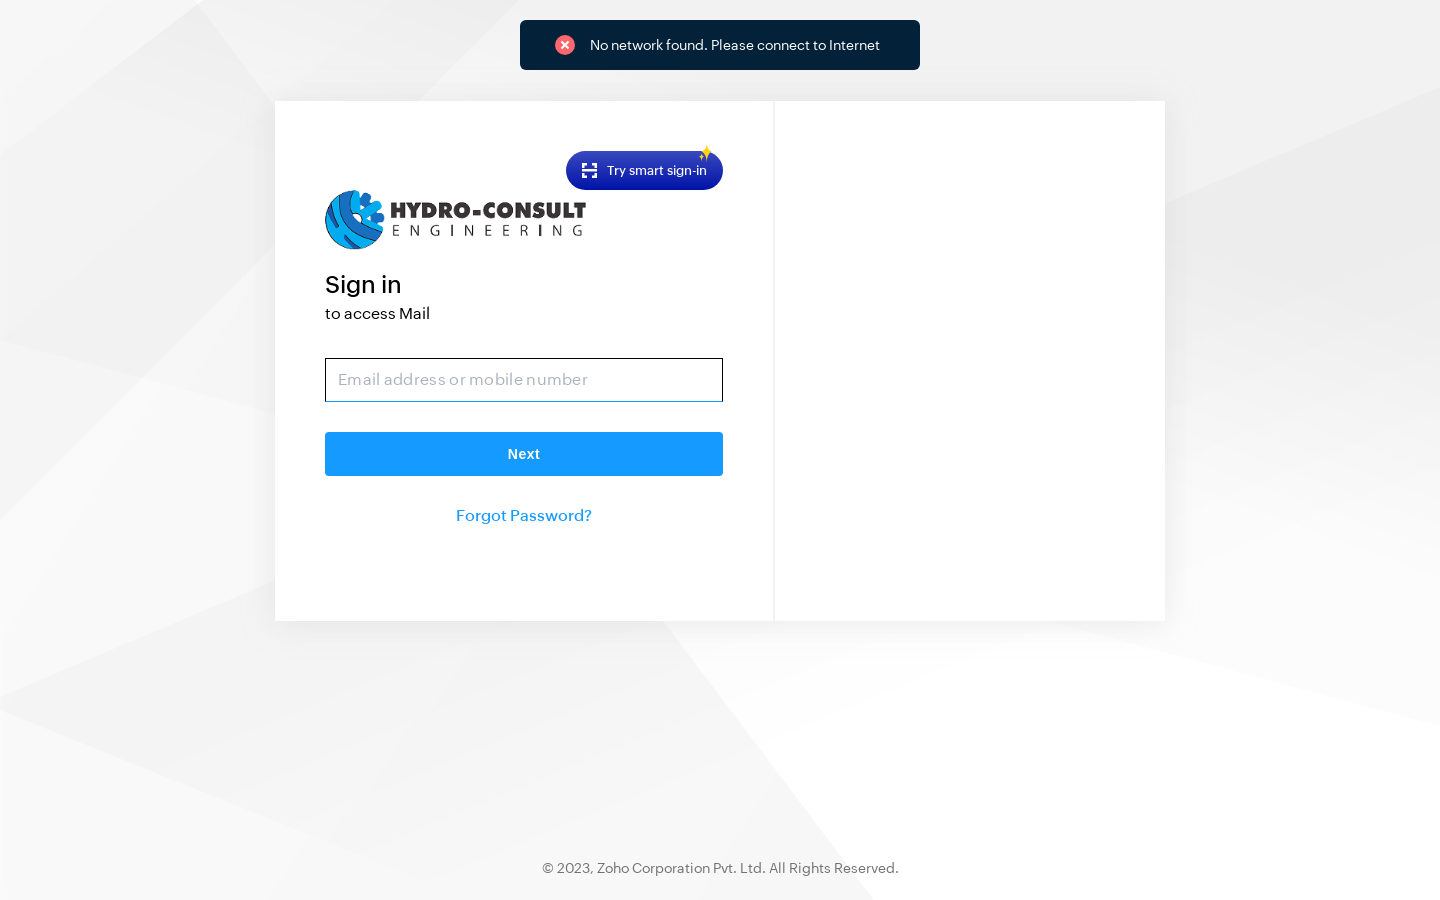 No network found. Please connect to Internet
Try smart sign-in
HYDRO-CONSULT
ENGINEERING
Sign in
to access Mail
Email address or mobile number
Next
Forgot Password?
© 2023, Zoho Corporation Pvt. Ltd. All Rights Reserved.